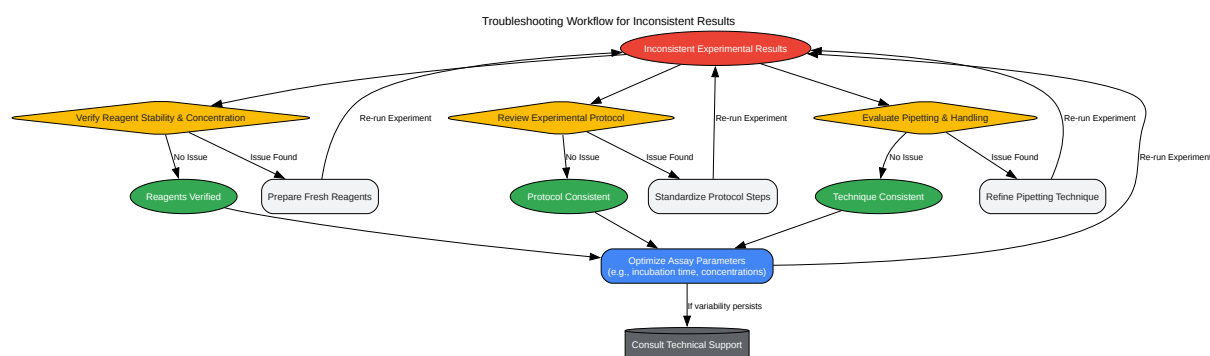 Troubleshooting Workflow for Inconsistent Results
Inconsistent Experimental Results
Verify Reagent Stability & Concentration
Re-run Experiment
Review Experimental Protocol
Re-run Experiment
Evaluate Pipetting & Handling
Re-run Experiment
Re-run Experiment
No Issue
Issue Found
No Issue
Issue Found
No Issue
Issue Found
Reagents Verified
Prepare Fresh Reagents
Protocol Consistent
Standardize Protocol Steps
Technique Consistent
Refine Pipetting Technique
Optimize Assay Parameters
(e.g., incubation time, concentrations)
If variability persists
Consult Technical Support